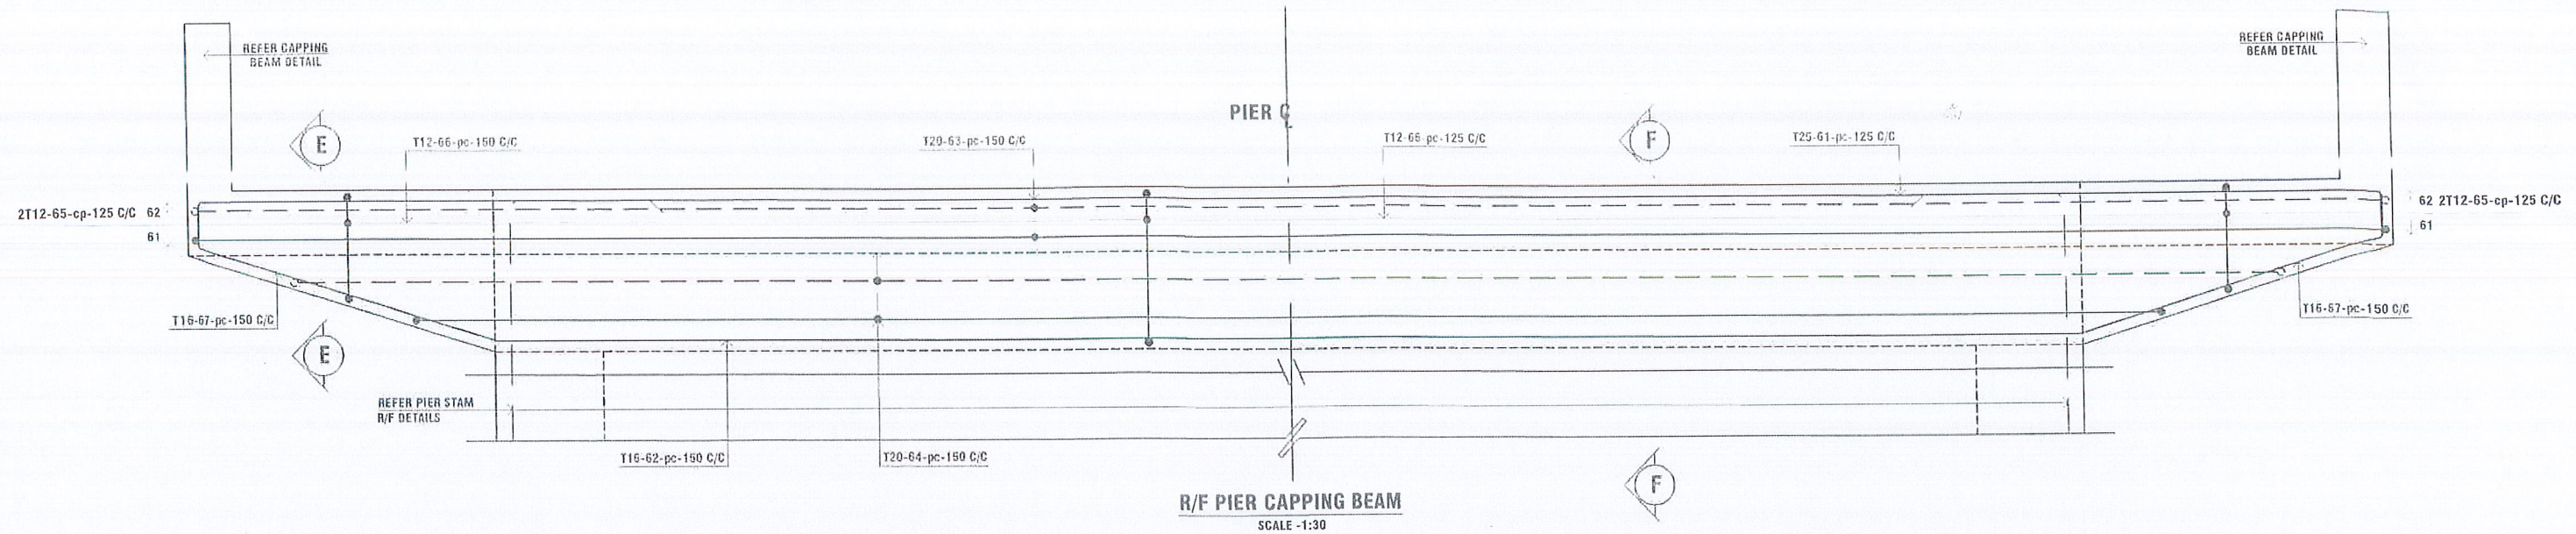 REFER CAPPING
BEAM DETAIL
REFER CAPPING
BEAM DETAIL
PIER ℄
E
T12-66-pc-150 C/C
T20-63-pc-150 C/C
T12-66-pc-125 C/C
F
T25-61-pc-125 C/C
2T12-65-cp-125 C/C 62
61
62 2T12-65-cp-125 C/C
61
T16-67-pc-150 C/C
T16-67-pc-150 C/C
E
REFER PIER STAM
R/F DETAILS
T16-62-pc-150 C/C
T20-64-pc-150 C/C
F
R/F PIER CAPPING BEAM
SCALE -1:30